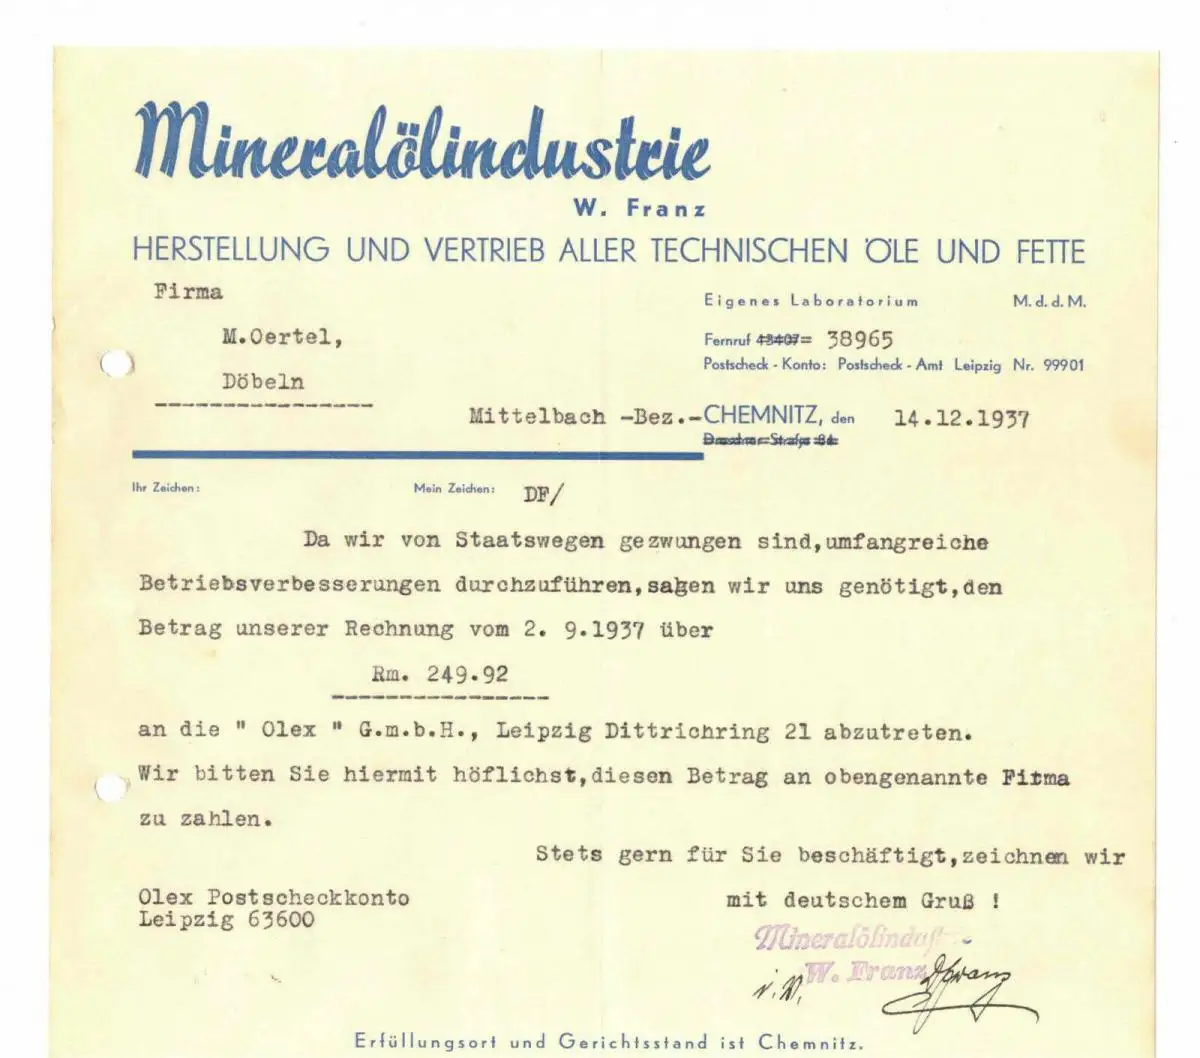 Mineralölindustrie
W. Franz
HERSTELLUNG UND VERTRIEB ALLER TECHNISCHEN ÖLE UND FETTE
Firma
M.Oertel,
Döbeln
Eigenes Laboratorium M. d. d. M.
Fernruf 43407= 38965
Postscheck - Konto: Postscheck - Amt Leipzig Nr. 99901
Mittelbach -Bez.-CHEMNITZ, den 14.12.1937
Ihr Zeichen: Mein Zeichen: DF/
Da wir von Staatswegen gezwungen sind,umfangreiche
Betriebsverbesserungen durchzuführen,sahen wir uns genötigt,den
Betrag unserer Rechnung vom 2. 9.1937 über
Rm. 249.92
an die " Olex " G.m.b.H., Leipzig Dittrichring 21 abzutreten.
Wir bitten Sie hiermit höflichst,diesen Betrag an obengenannte Firma
zu zahlen.
Stets gern für Sie beschäftigt,zeichnen wir
Olex Postscheckkonto
Leipzig 63600
mit deutschem Gruß !
Mineralölindust
W. Franz
i.V. Franz
Erfüllungsort und Gerichtsstand ist Chemnitz.